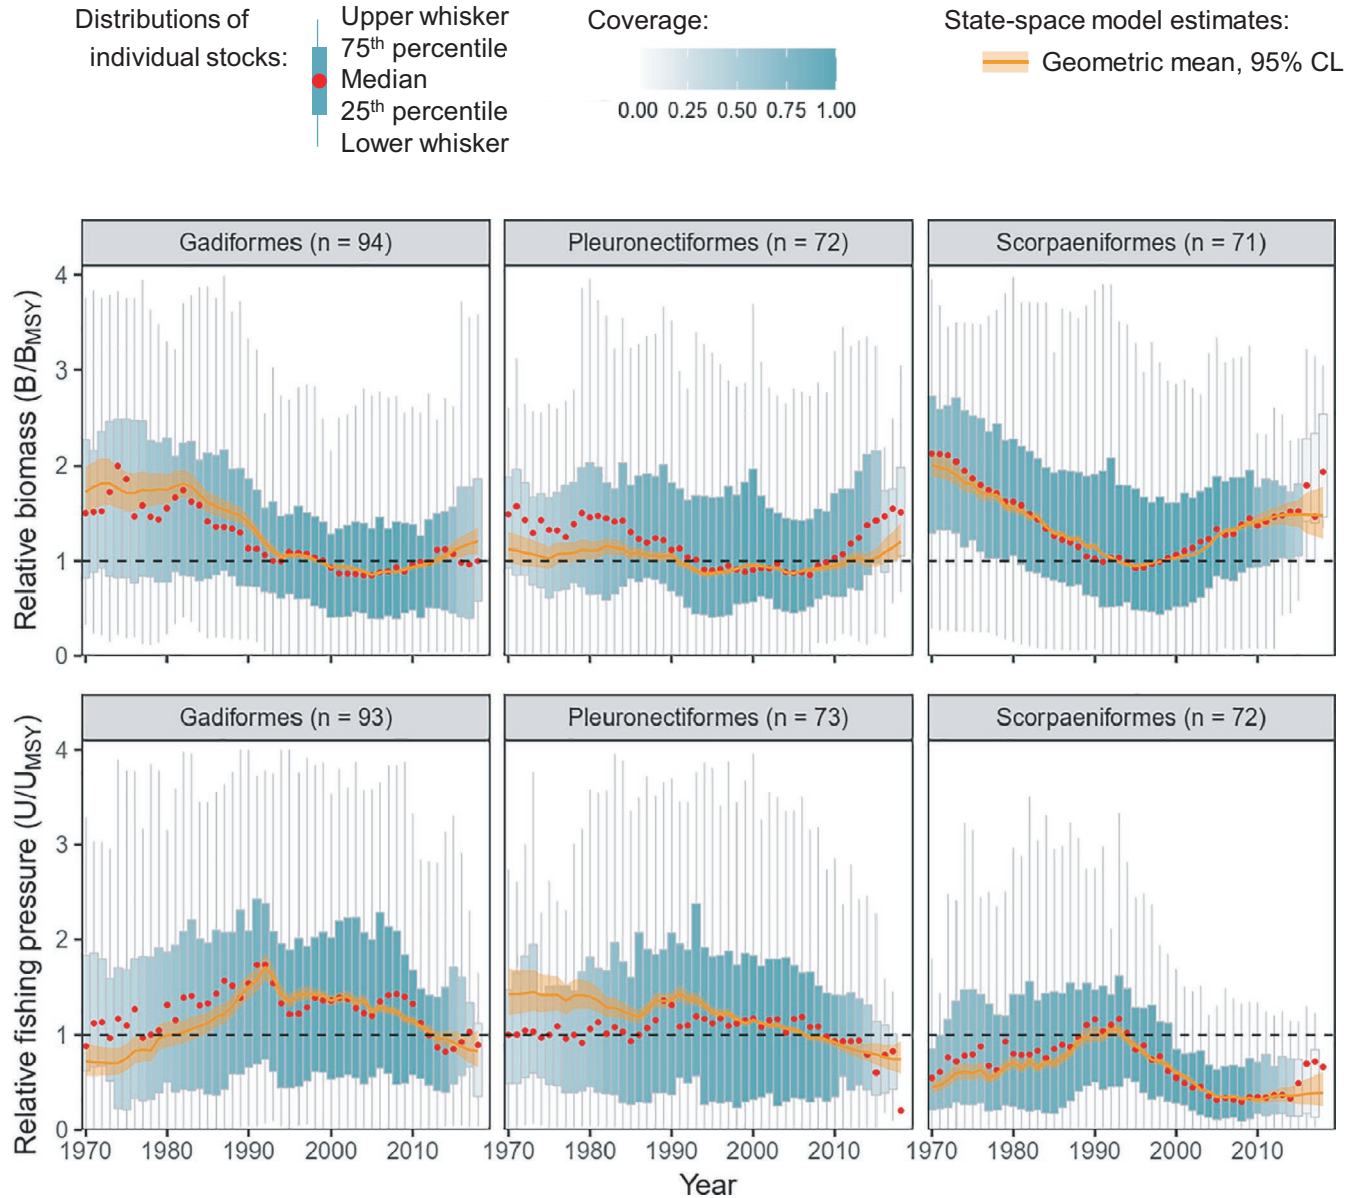 Distributions of
individual stocks:
Upper whisker
75th percentile
Median
25th percentile
Lower whisker
Coverage:
0.00 0.25 0.50 0.75 1.00
State-space model estimates:
Geometric mean, 95% CL
Gadiformes (n = 94)
Pleuronectiformes (n = 72)
Scorpaeniformes (n = 71)
Relative biomass (B/BMSY)
4
3
2
1
0
Gadiformes (n = 93)
Pleuronectiformes (n = 73)
Scorpaeniformes (n = 72)
Relative fishing pressure (U/UMSY)
4
3
2
1
0
1970 1980 1990 2000 2010
1970 1980 1990 2000 2010
1970 1980 1990 2000 2010
Year